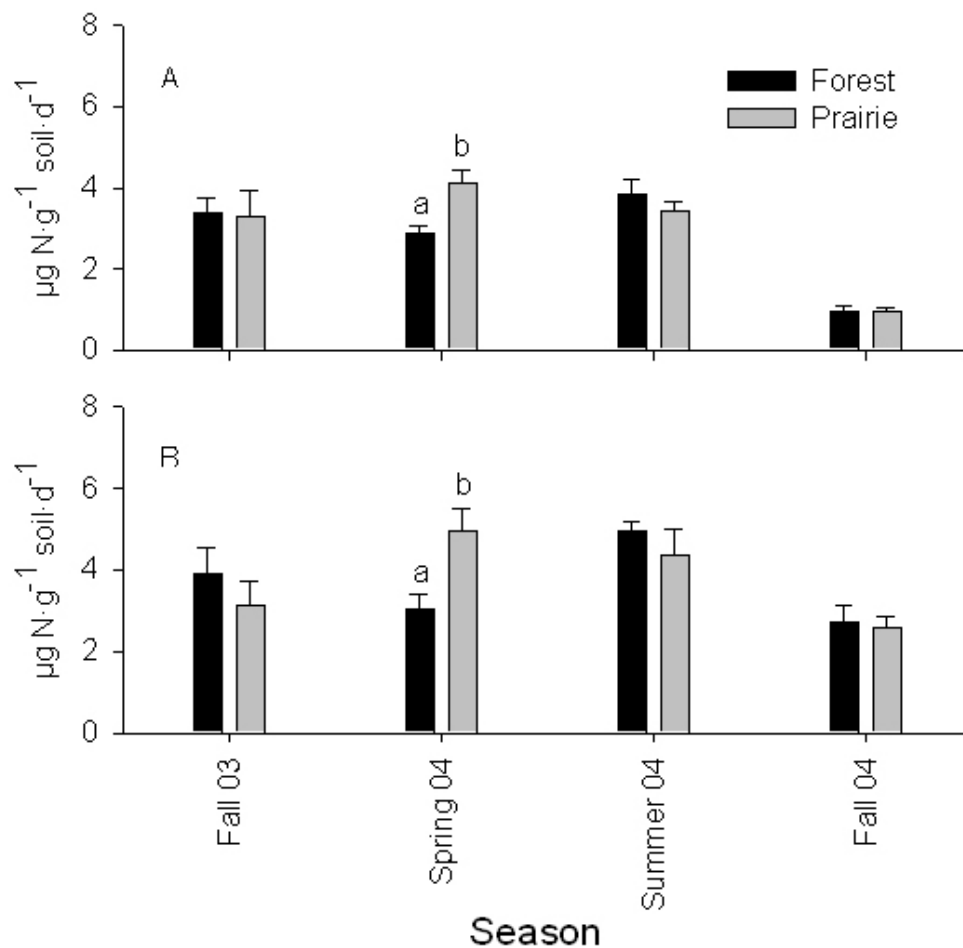 8
A
Forest
Prairie
6
b
4
a
2
0
µg N·g⁻¹ soil·d⁻¹
8
B
6
b
4
a
2
0
µg N·g⁻¹ soil·d⁻¹
Fall 03
Spring 04
Summer 04
Fall 04
Season